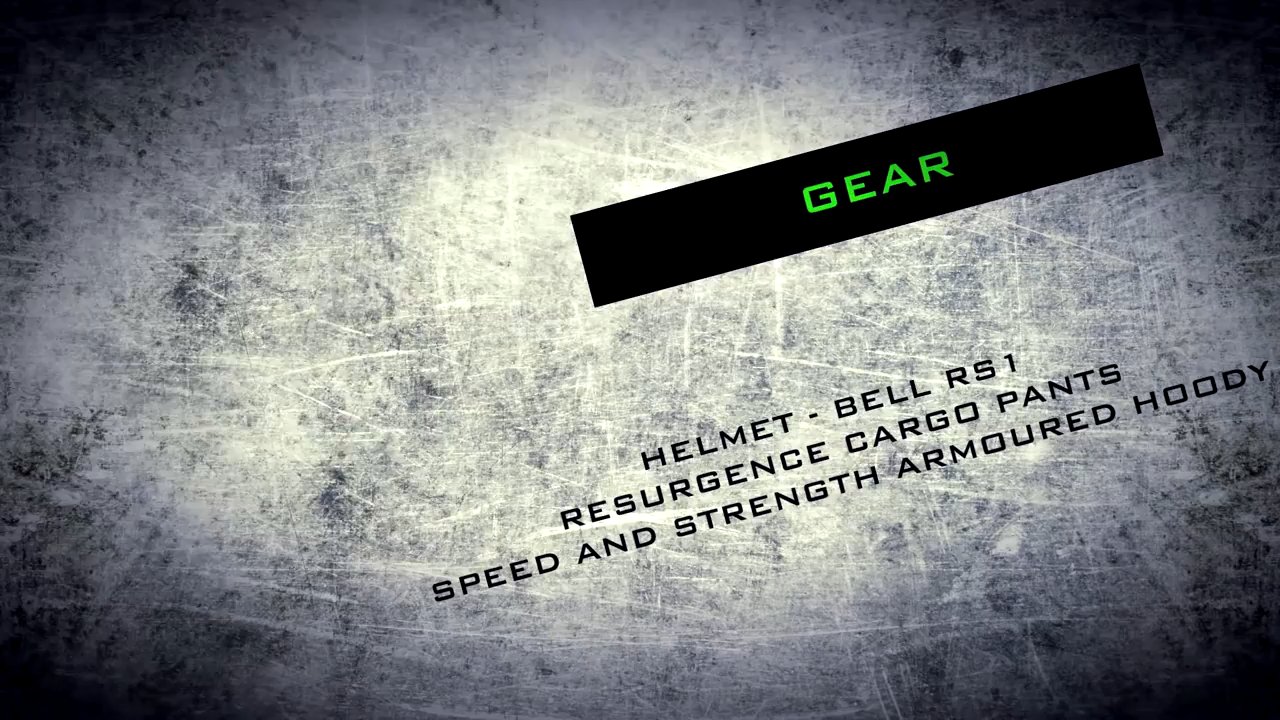 GEAR
HELMET - BELL RS1
RESURGENCE CARGO PANTS
SPEED AND STRENGTH ARMOURED HOODY